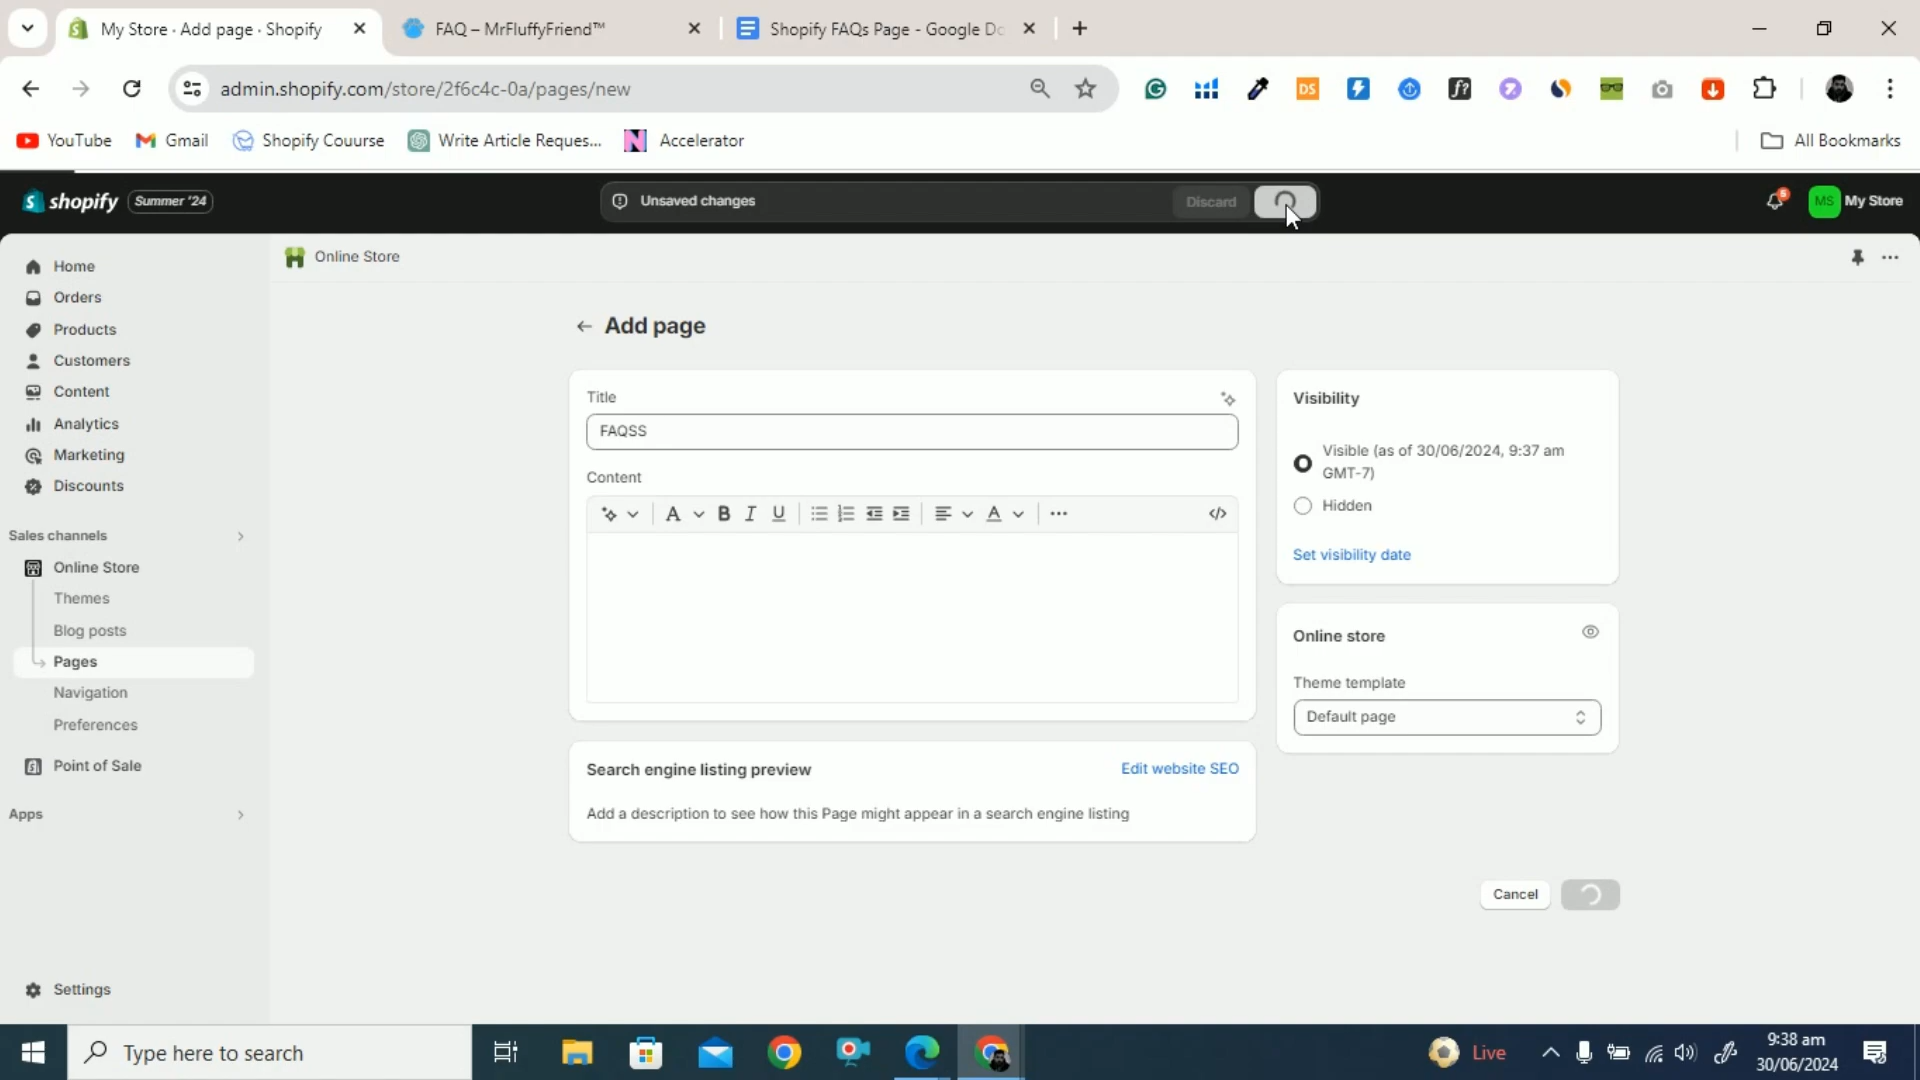 My Store · Add page · Shopify
FAQ – MrFluffyFriend™
Shopify FAQs Page - Google Do
admin.shopify.com/store/2f6c4c-0a/pages/new
DS
f?
YouTube
Gmail
Shopify Couurse
Write Article Reques...
Accelerator
All Bookmarks
shopify
Summer '24
Unsaved changes
Discard
5
MS
My Store
Home
Orders
Products
Customers
Content
Analytics
Marketing
Discounts
Sales channels
Online Store
Themes
Blog posts
Pages
Navigation
Preferences
Point of Sale
Apps
Settings
Online Store
Add page
Title
FAQSS
Content
A
B
I
U
A
Search engine listing preview
Edit website SEO
Add a description to see how this Page might appear in a search engine listing
Visibility
Visible (as of 30/06/2024, 9:37 am
GMT-7)
Hidden
Set visibility date
Online store
Theme template
Default page
Cancel
Type here to search
Live
9:38 am
30/06/2024